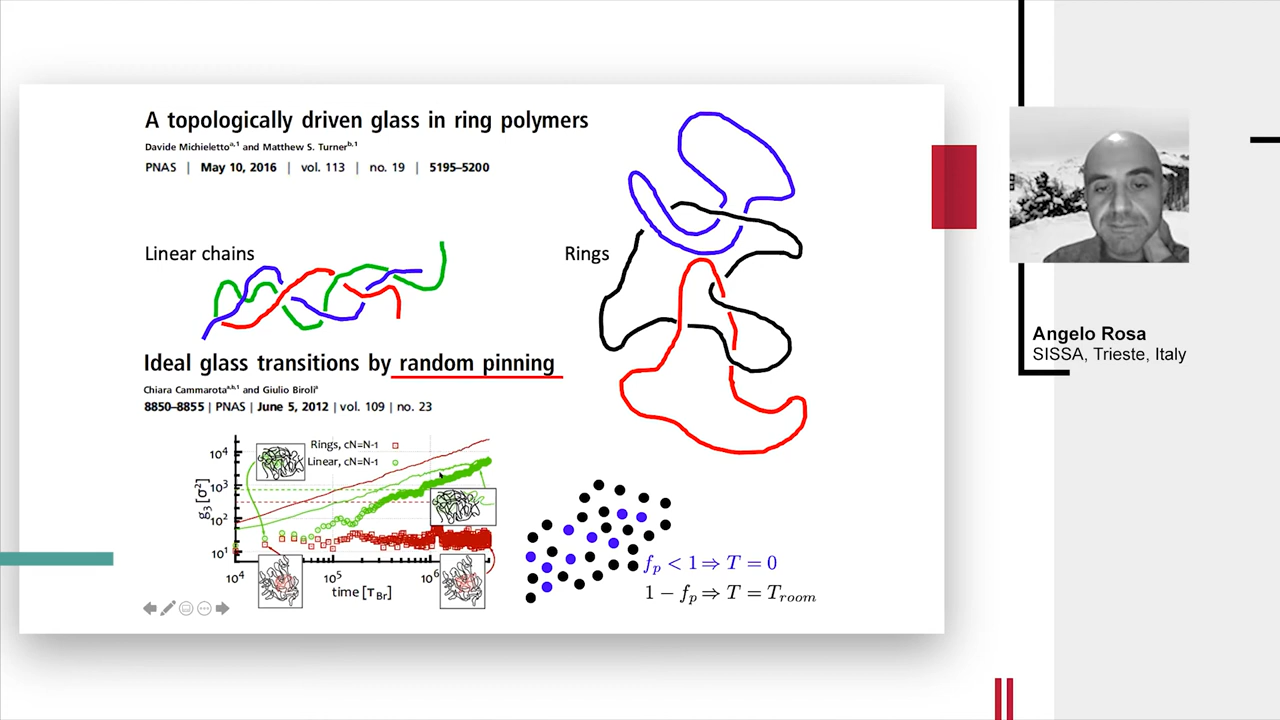 A topologically driven glass in ring polymers
Davide Michieletto^a,1 and Matthew S. Turner^b,1
PNAS | May 10, 2016 | vol. 113 | no. 19 | 5195–5200
Linear chains
Rings
Ideal glass transitions by random pinning
Chiara Cammarota^a,b,1 and Giulio Biroli^a
8850–8855 | PNAS | June 5, 2012 | vol. 109 | no. 23
Rings, cN=N-1
Linear, cN=N-1
10^4
10^3
10^2
10^1
g_3 [σ^2]
10^4
10^5
time [τ_Br]
f_p < 1 ⇒ T = 0
1 − f_p ⇒ T = T_room
Angelo Rosa
SISSA, Trieste, Italy